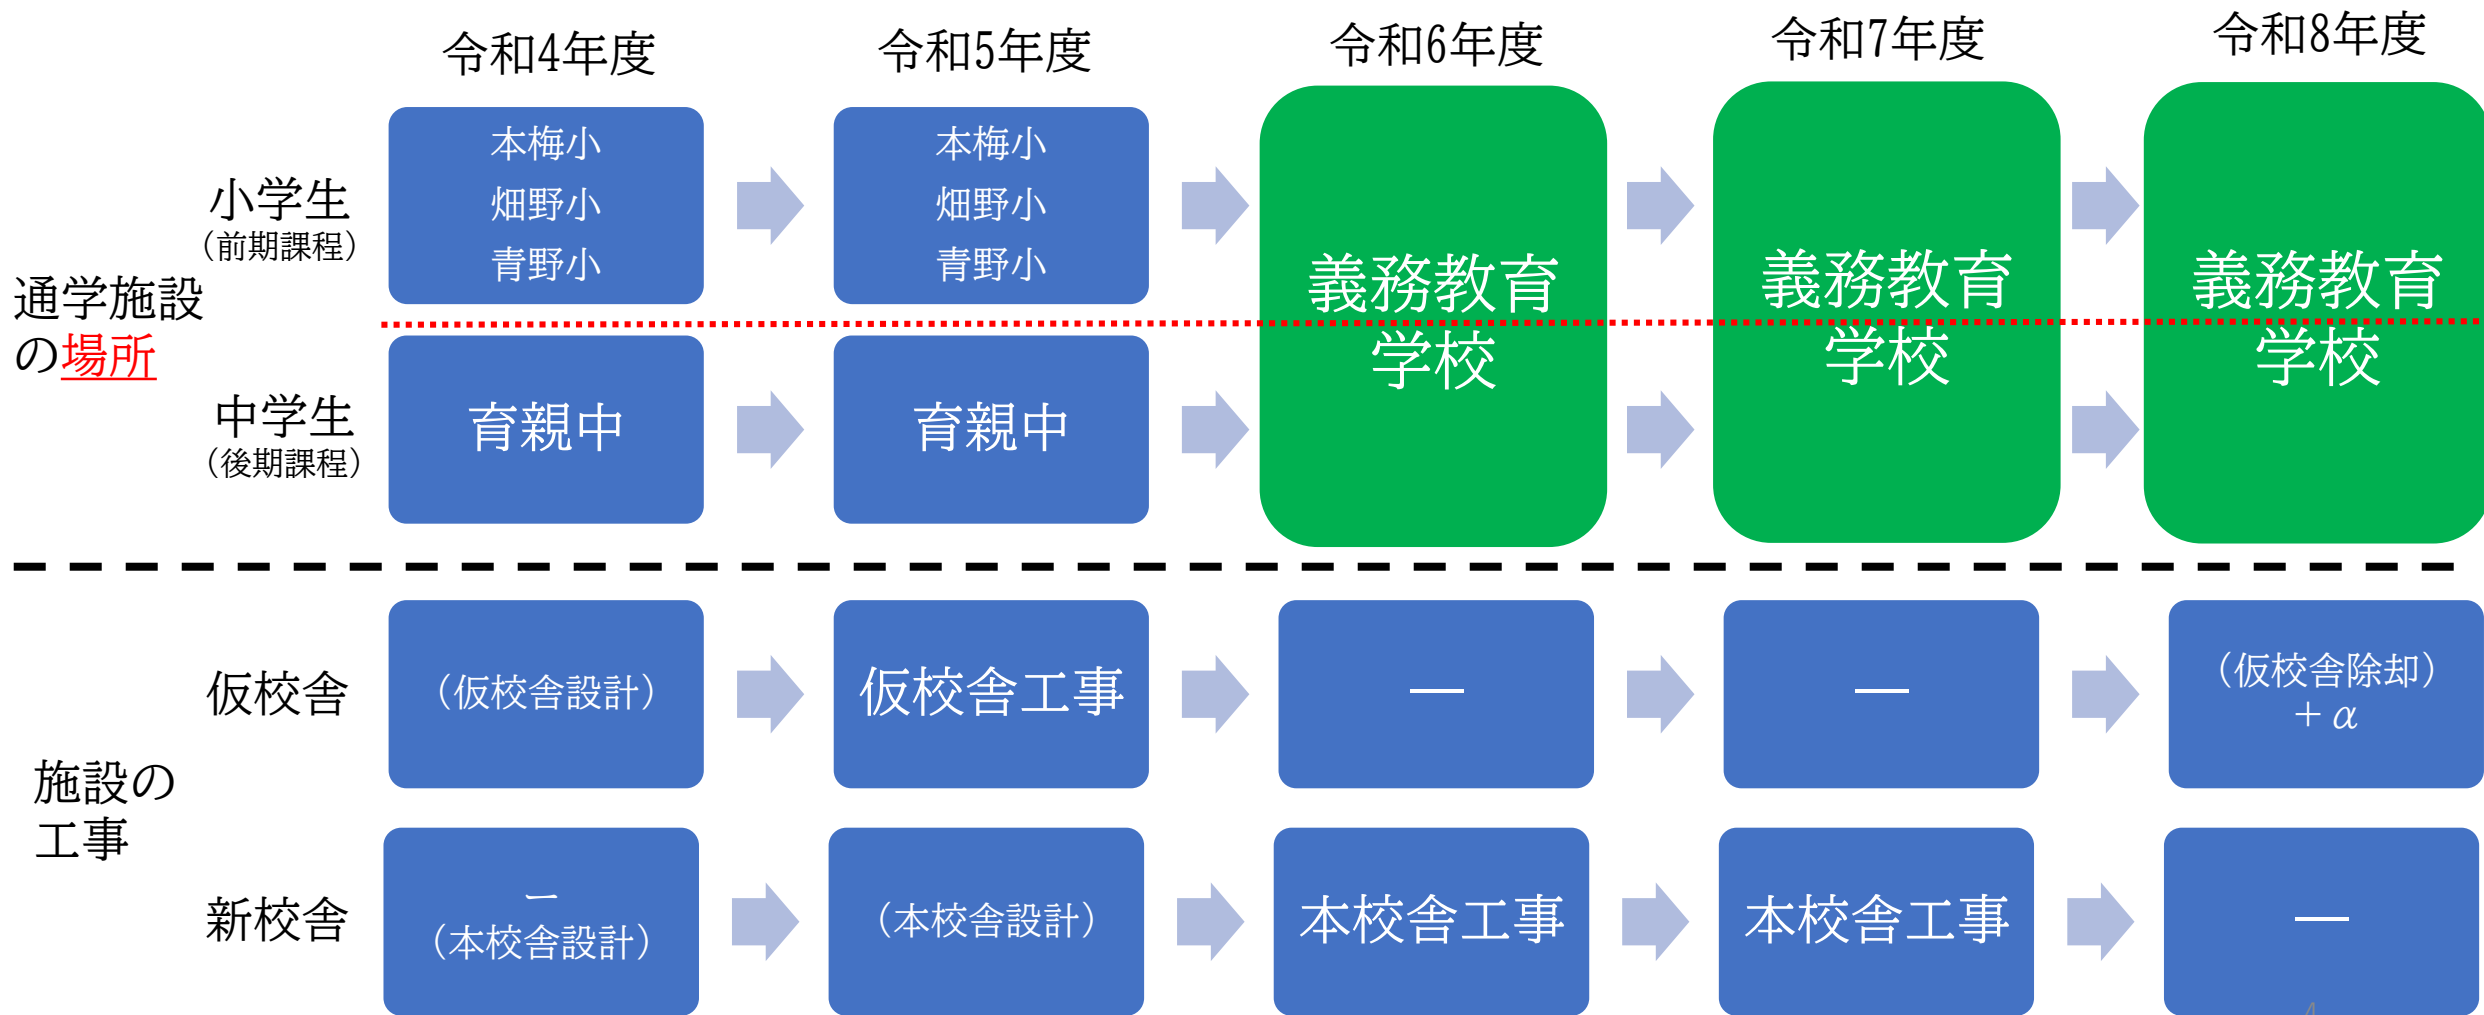 令和4年度
令和5年度
令和6年度
令和7年度
令和8年度
通学施設
の場所
小学生
（前期課程）
本梅小
畑野小
青野小
本梅小
畑野小
青野小
中学生
（後期課程）
育親中
育親中
義務教育
学校
義務教育
学校
義務教育
学校
施設の
工事
仮校舎
（仮校舎設計）
仮校舎工事
―
―
（仮校舎除却）
＋α
新校舎
―
（本校舎設計）
（本校舎設計）
本校舎工事
本校舎工事
―